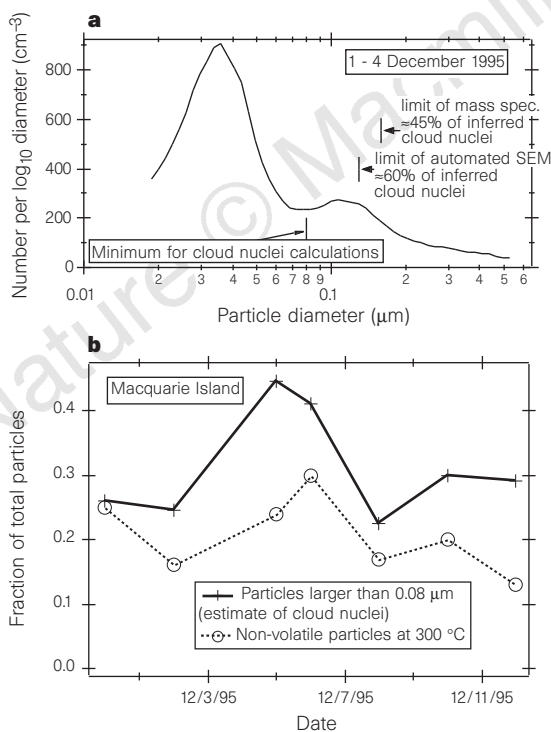 a
1 - 4 December 1995
Number per log10 diameter (cm−3)
800
600
400
200
0
limit of mass spec.
≈45% of inferred
cloud nuclei
limit of automated SEM
≈60% of inferred
cloud nuclei
Minimum for cloud nuclei calculations
0.01
2
3
4
5
6
7
8
9
0.1
2
3
4
5
6
Particle diameter (μm)
b
Macquarie Island
Fraction of total particles
0.4
0.3
0.2
0.1
0.0
Particles larger than 0.08 μm
(estimate of cloud nuclei)
Non-volatile particles at 300 °C
12/3/95
12/7/95
12/11/95
Date
Nature © Macmil